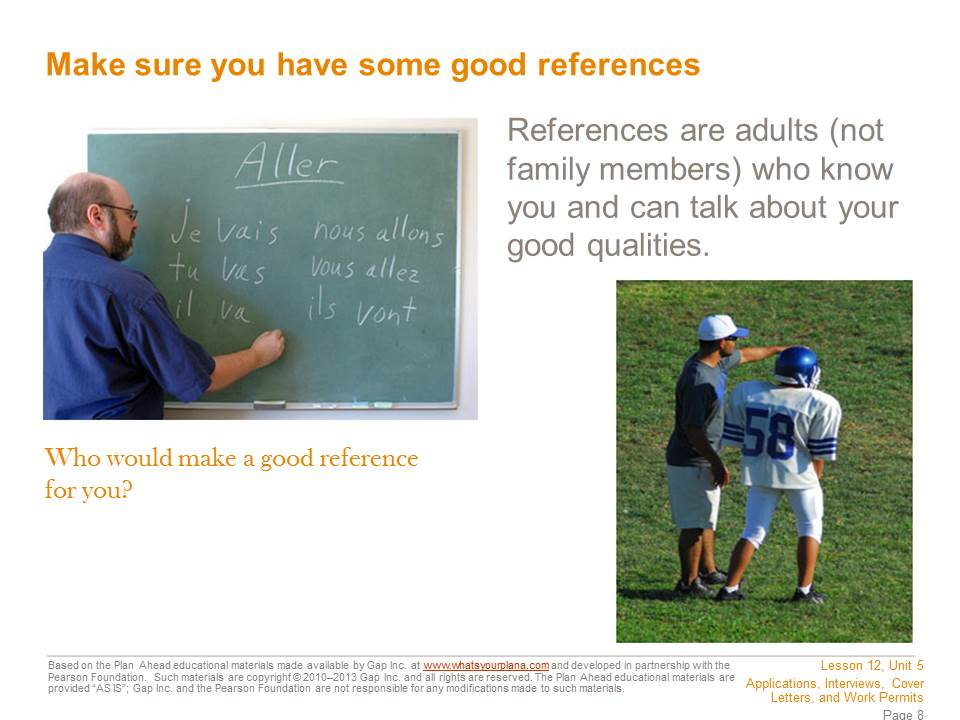 Make sure you have some good references
Aller
je vais nous allons
tu vas vous allez
il va ils vont
References are adults (not
family members) who know
you and can talk about your
good qualities.
58
Who would make a good reference
for you?
Based on the Plan Ahead educational materials made available by Gap Inc. at www.whatsyourplana.com and developed in partnership with the
Pearson Foundation. Such materials are copyright © 2010–2013 Gap Inc. and all rights are reserved. The Plan Ahead educational materials are
provided “AS IS”; Gap Inc. and the Pearson Foundation are not responsible for any modifications made to such materials.
Lesson 12, Unit 5
Applications, Interviews, Cover
Letters, and Work Permits
Page 8